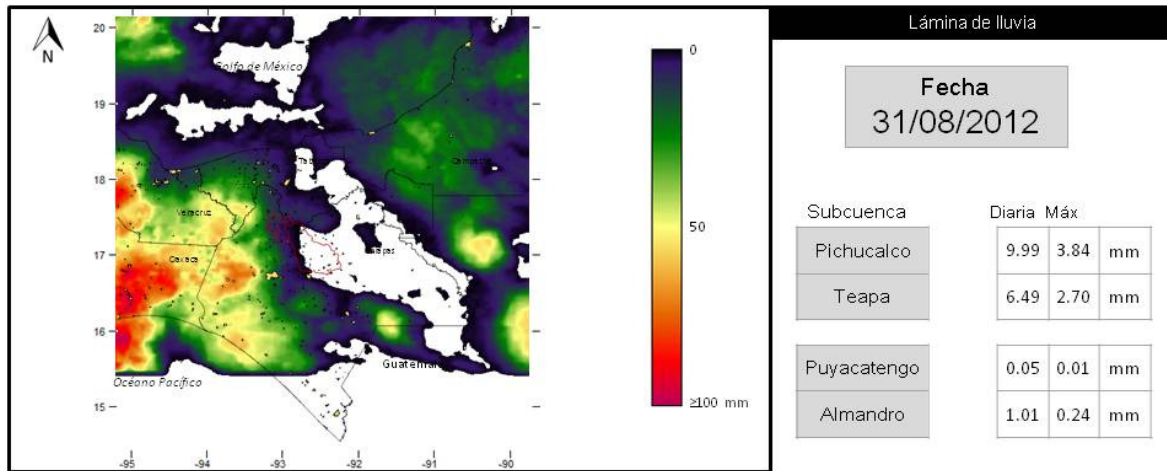 N
20
19
18
17
16
15
-95
-94
-93
-92
-91
-90
Golfo de México
Campeche
Veracruz
Oaxaca
Guatemala
Océano Pacífico
0
50
≥100 mm
Lámina de lluvia
Fecha
31/08/2012
Subcuenca Diaria Máx
Pichucalco 9.99 3.84 mm
Teapa 6.49 2.70 mm
Puyacatengo 0.05 0.01 mm
Almandro 1.01 0.24 mm